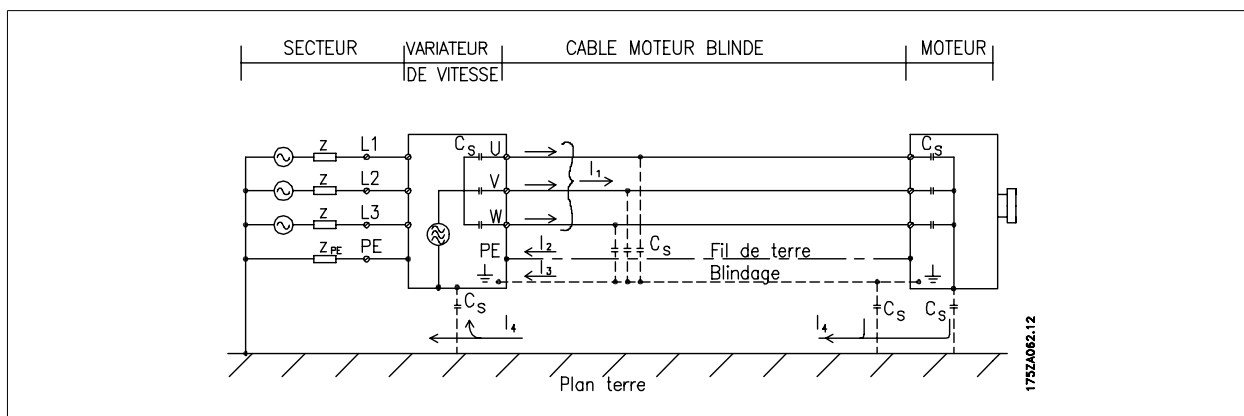 SECTEUR
VARIATEUR
DE VITESSE
CABLE MOTEUR BLINDE
MOTEUR
Z L1
Z L2
Z L3
Z PE PE
C S U
V
W
PE
I 1
I 2
I 3
C S
Fil de terre
Blindage
C S
C S
I 4
I 4
C S
C S
Plan terre
175ZA062.12